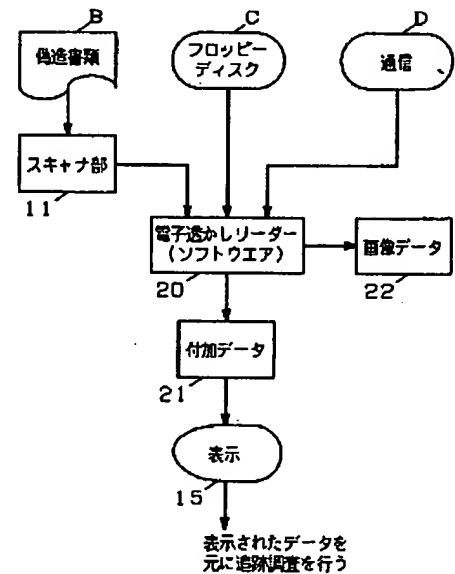 B
C
D
偽造書類
フロッピー
ディスク
通信
スキャナ部
11
電子透かしリーダー
(ソフトウエア)
20
画像データ
22
付加データ
21
表示
15
表示されたデータを
元に追跡調査を行う